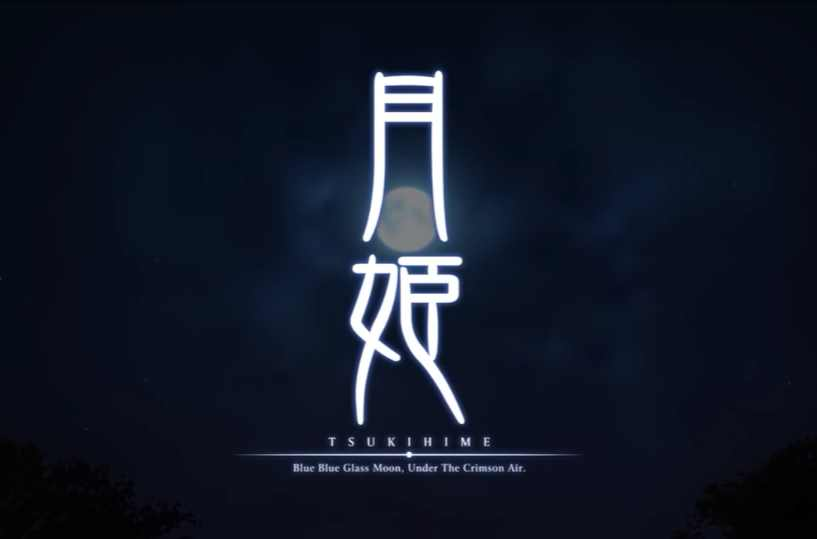 月姫
TSUKIHIME
Blue Blue Glass Moon, Under The Crimson Air.